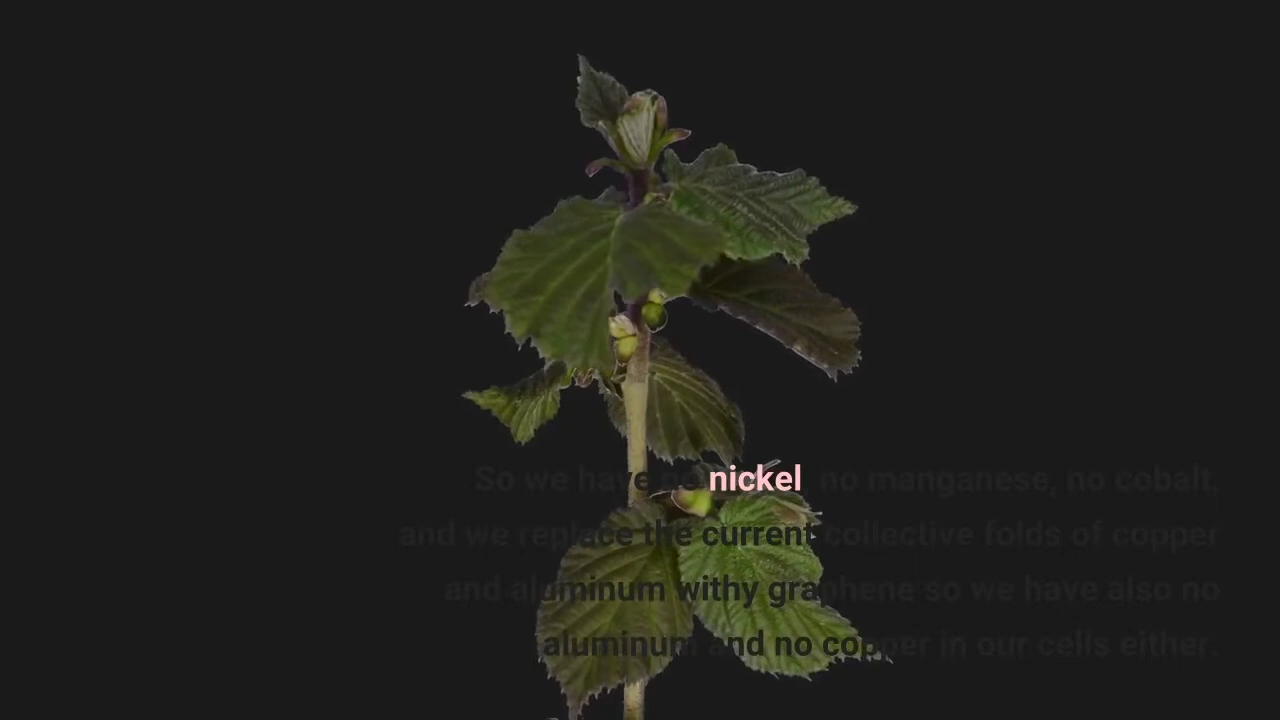 So we have no nickel no manganese, no cobalt,
and we replace the current collective folds of copper
and aluminum withy graphene so we have also no
aluminum and no copper in our cells either.